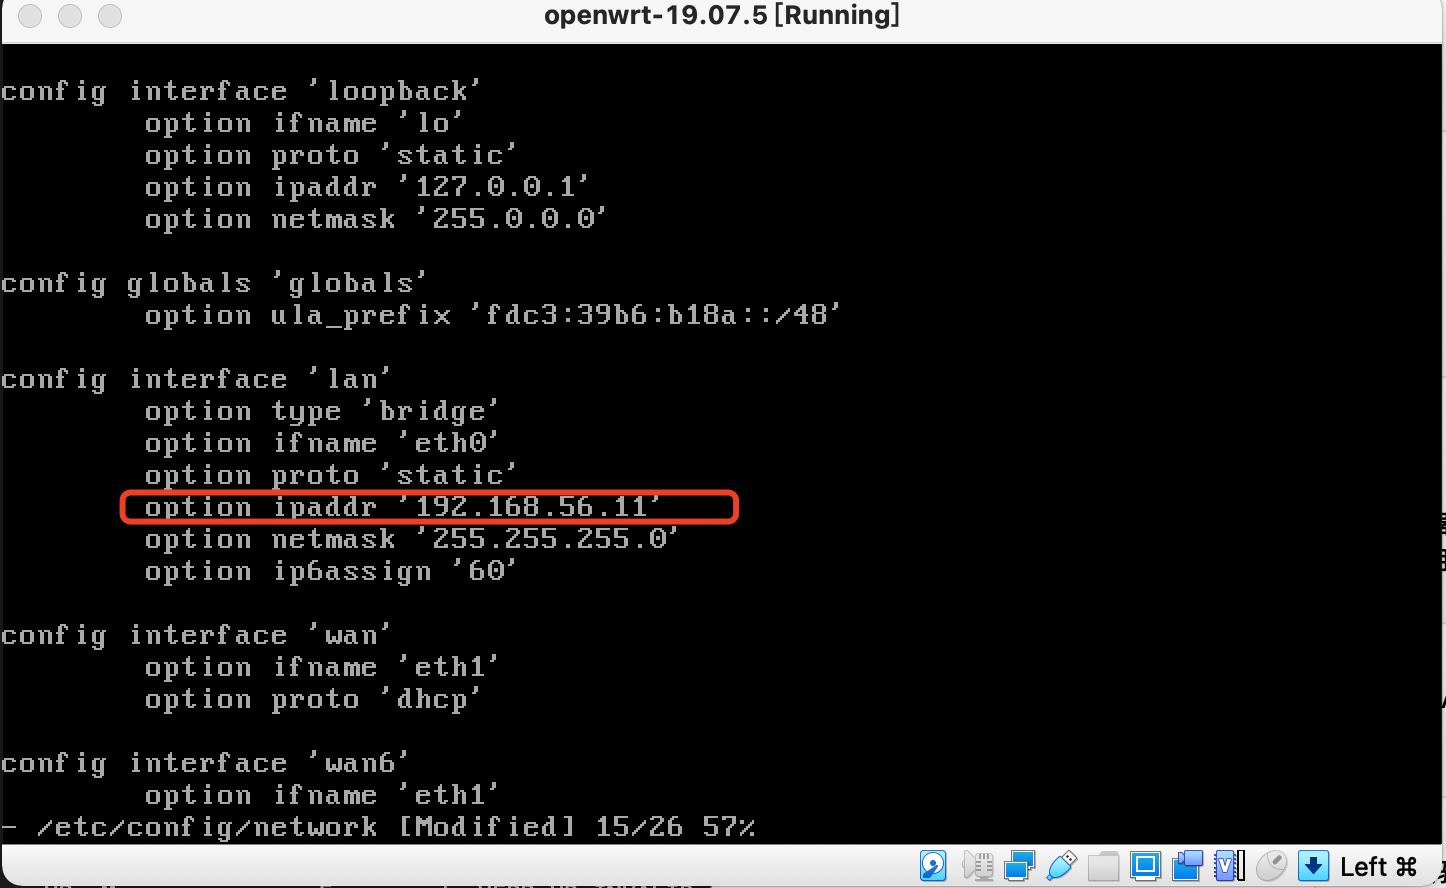 openwrt-19.07.5 [Running]
config interface 'loopback'
option ifname 'lo'
option proto 'static'
option ipaddr '127.0.0.1'
option netmask '255.0.0.0'
config globals 'globals'
option ula_prefix 'fdc3:39b6:b18a::/48'
config interface 'lan'
option type 'bridge'
option ifname 'eth0'
option proto 'static'
option ipaddr '192.168.56.11'
option netmask '255.255.255.0'
option ip6assign '60'
config interface 'wan'
option ifname 'eth1'
option proto 'dhcp'
config interface 'wan6'
option ifname 'eth1'
- /etc/config/network [Modified] 15/26 57%
Left ⌘